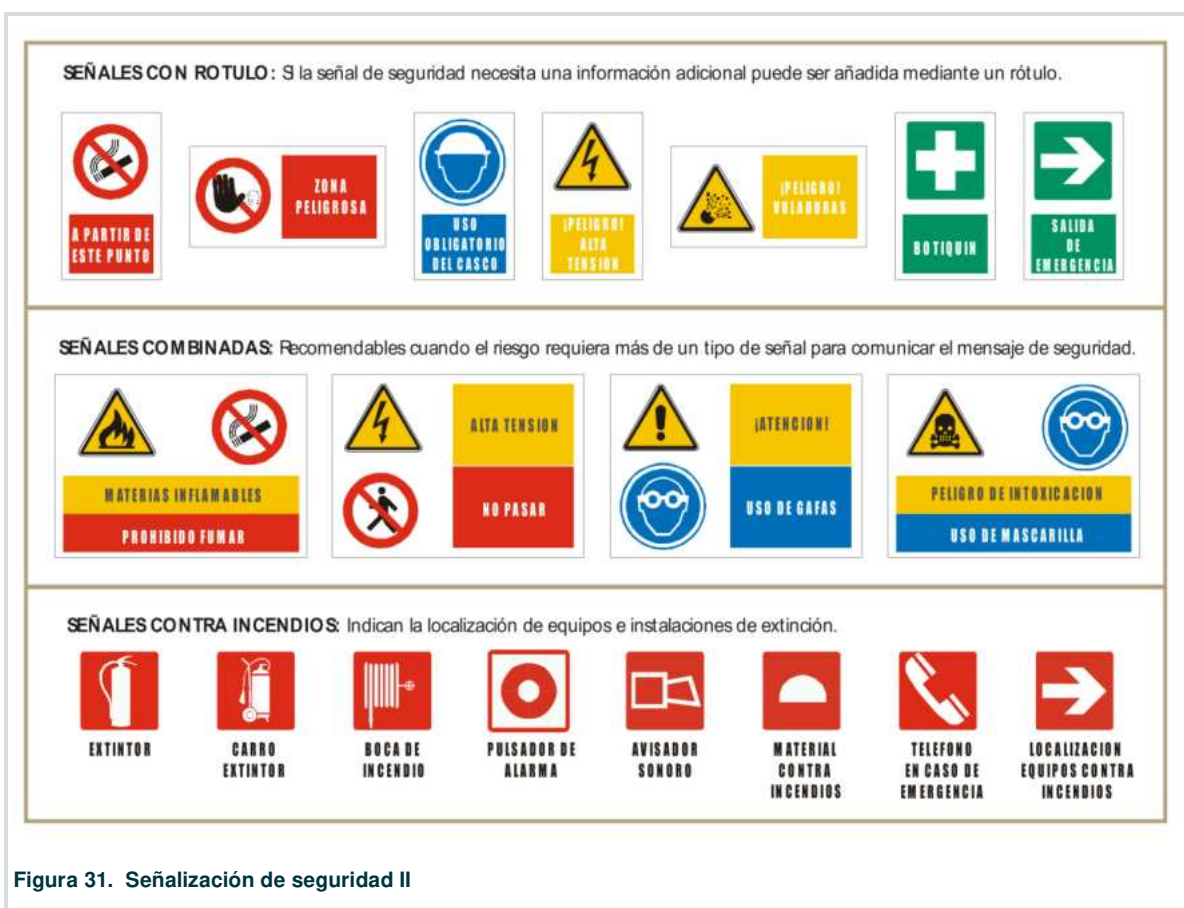 SEÑALES CON ROTULO: Si la señal de seguridad necesita una información adicional puede ser añadida mediante un rótulo.
A PARTIR DE
ESTE PUNTO
ZONA
PELIGROSA
USO
OBLIGATORIO
DEL CASCO
¡PELIGRO!
ALTA
TENSION
¡PELIGRO!
VOLADURAS
BOTIQUIN
SALIDA
DE
EMERGENCIA
SEÑALES COMBINADAS: Recomendables cuando el riesgo requiera más de un tipo de señal para comunicar el mensaje de seguridad.
MATERIAS INFLAMABLES
PROHIBIDO FUMAR
ALTA TENSION
NO PASAR
¡ATENCION!
USO DE GAFAS
PELIGRO DE INTOXICACION
USO DE MASCARILLA
SEÑALES CONTRA INCENDIOS: Indican la localización de equipos e instalaciones de extinción.
EXTINTOR
CARRO
EXTINTOR
BOCA DE
INCENDIO
PULSADOR DE
ALARMA
AVISADOR
SONORO
MATERIAL
CONTRA
INCENDIOS
TELEFONO
EN CASO DE
EMERGENCIA
LOCALIZACION
EQUIPOS CONTRA
INCENDIOS
Figura 31. Señalización de seguridad II